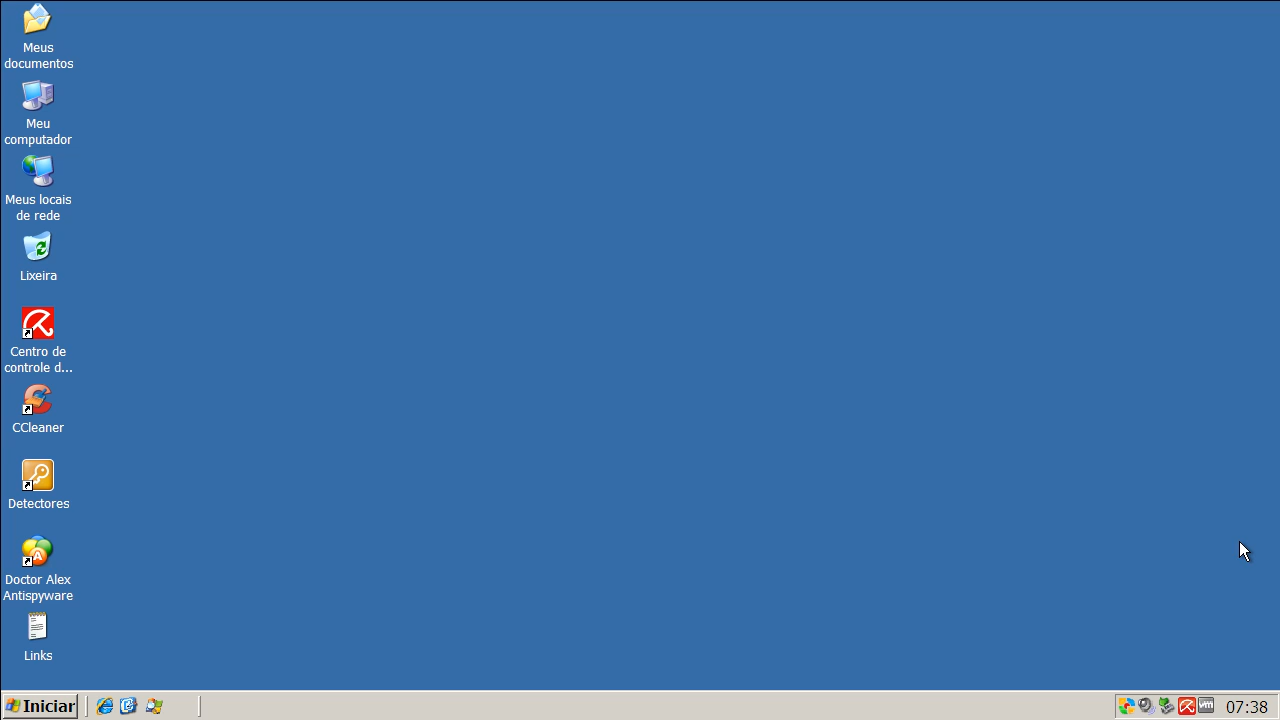 Meus
documentos
Meu
computador
Meus locais
de rede
Lixeira
Centro de
controle d...
CCleaner
Detectores
Doctor Alex
Antispyware
Links
Iniciar
vm
07:38